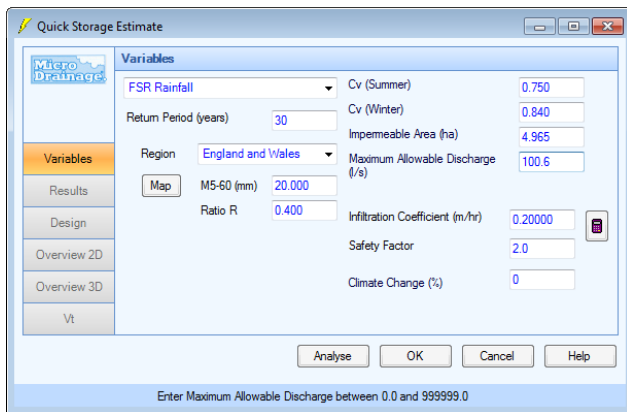 Quick Storage Estimate
Micro
Drainage.
Variables
Results
Design
Overview 2D
Overview 3D
Vt
Variables
FSR Rainfall
Return Period (years) 30
Region England and Wales
Map M5-60 (mm) 20.000
Ratio R 0.400
Cv (Summer) 0.750
Cv (Winter) 0.840
Impermeable Area (ha) 4.965
Maximum Allowable Discharge 100.6
(l/s)
Infiltration Coefficient (m/hr) 0.20000
Safety Factor 2.0
Climate Change (%) 0
Analyse OK Cancel Help
Enter Maximum Allowable Discharge between 0.0 and 999999.0